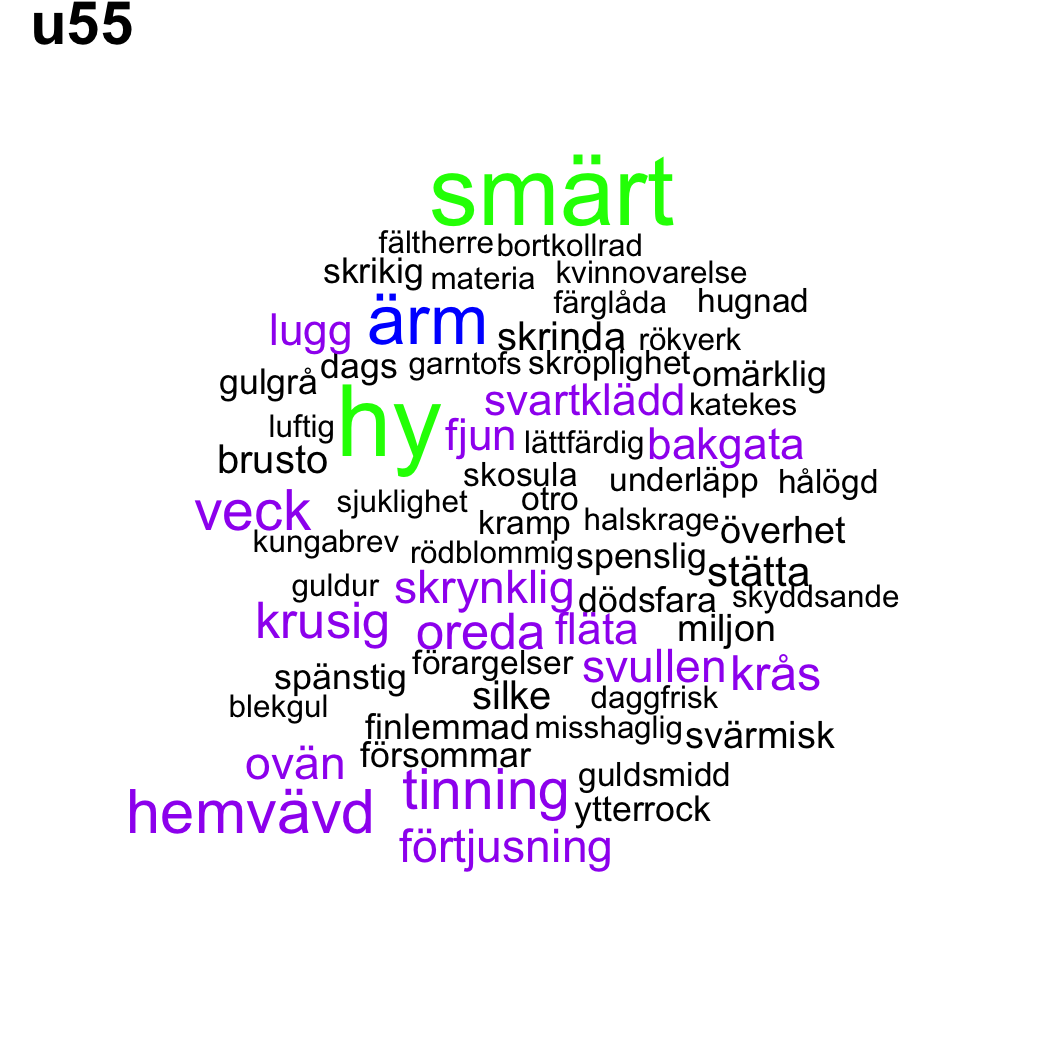 u55
smärt
fältherre bortkollrad
skrikig materia kvinnovarelse
färglåda hugnad
lugg ärm skrinda rökverk
dags garntofs skröplighet omärklig
gulgrå svartklädd katekes
luftig hy fjun lättfärdig bakgata
brusto skosula underläpp hålögd
veck sjuklighet otro
kramp halskrage överhet
kungabrev rödblommig spenslig stätta
guldur skrynklig dödsfara skyddsande
krusig oreda fläta miljon
spänstig förargelser svullen krås
blekgul silke daggfrisk
finlemmad misshaglig svärmisk
ovän försommar guldsmidd
hemvävd tinning ytterrock
förtjusning